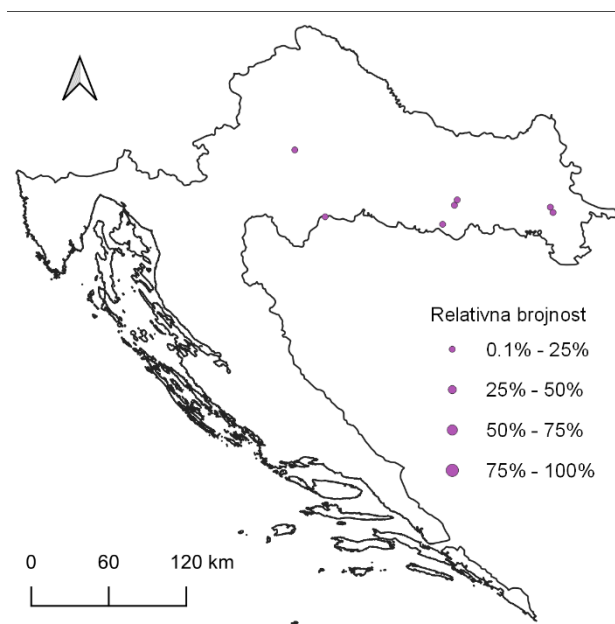 Relativna brojnost
0.1% - 25%
25% - 50%
50% - 75%
75% - 100%
0 60 120 km